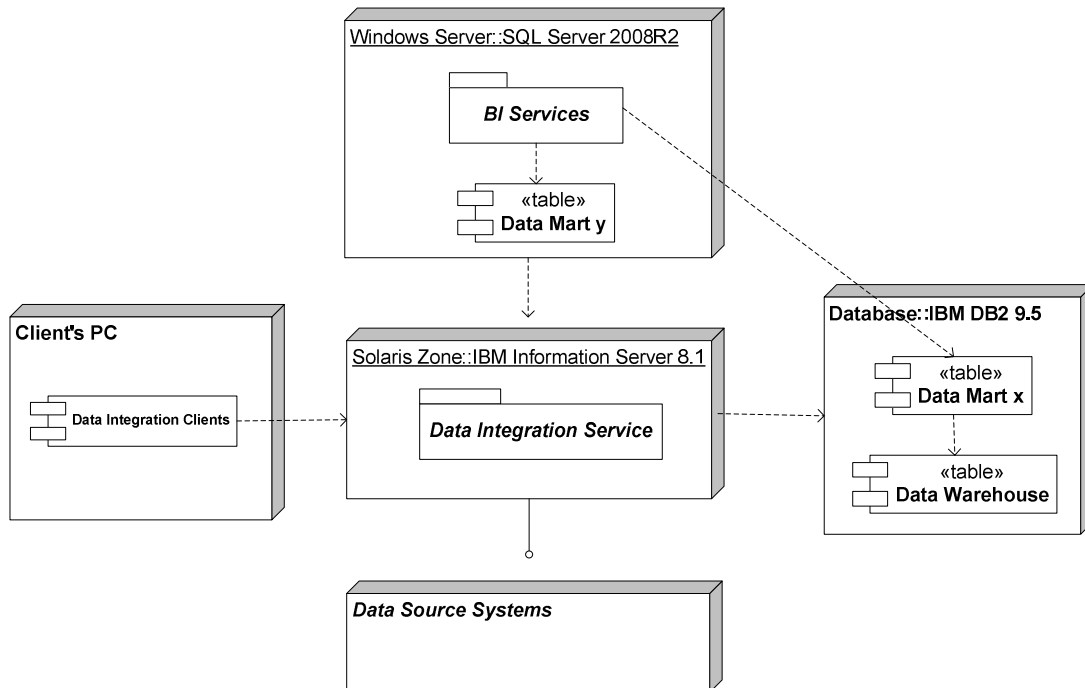 Windows Server::SQL Server 2008R2
BI Services
«table»
Data Mart y
Client's PC
Data Integration Clients
Solaris Zone::IBM Information Server 8.1
Data Integration Service
Database::IBM DB2 9.5
«table»
Data Mart x
«table»
Data Warehouse
Data Source Systems